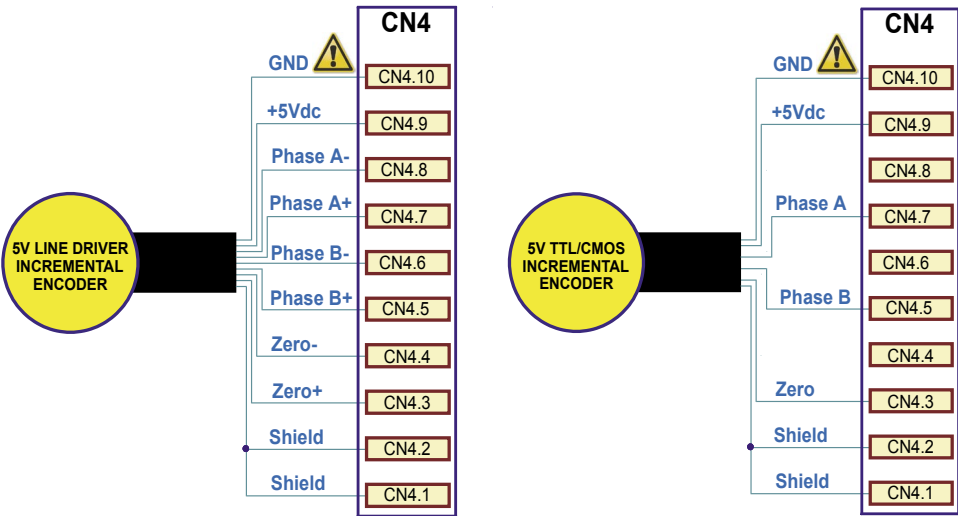 CN4
GND
CN4.10
+5Vdc
CN4.9
Phase A-
CN4.8
Phase A+
CN4.7
5V LINE DRIVER
INCREMENTAL
ENCODER
Phase B-
CN4.6
Phase B+
CN4.5
Zero-
CN4.4
Zero+
CN4.3
Shield
CN4.2
Shield
CN4.1
CN4
GND
CN4.10
+5Vdc
CN4.9
CN4.8
Phase A
CN4.7
5V TTL/CMOS
INCREMENTAL
ENCODER
CN4.6
Phase B
CN4.5
CN4.4
Zero
CN4.3
Shield
CN4.2
Shield
CN4.1